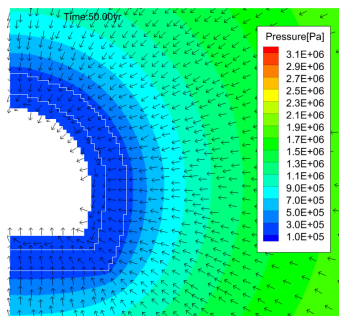 Time:50.00yr
Pressure[Pa]
3.1E+06
2.9E+06
2.7E+06
2.5E+06
2.3E+06
2.1E+06
1.9E+06
1.7E+06
1.5E+06
1.3E+06
1.1E+06
9.0E+05
7.0E+05
5.0E+05
3.0E+05
1.0E+05